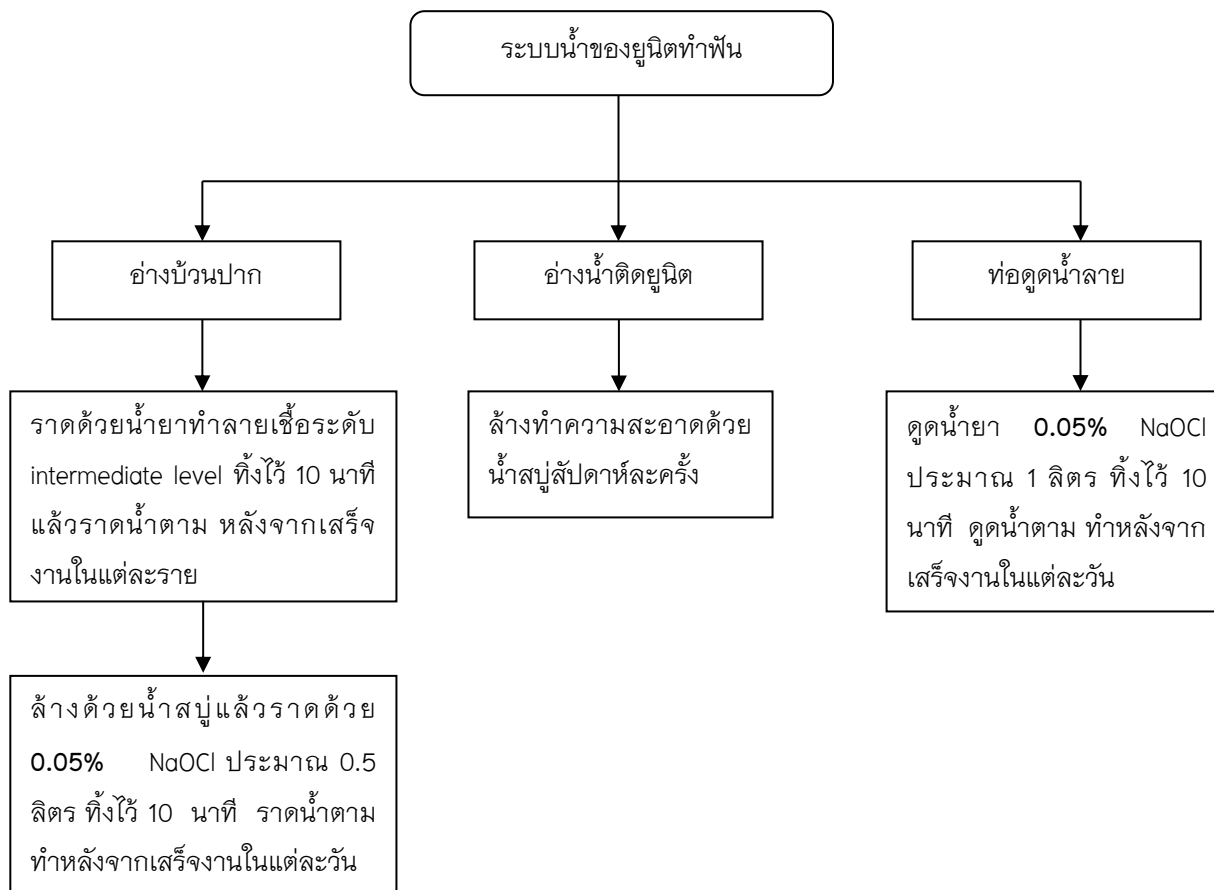 ระบบน้ำของยูนิตทำฟัน
อ่างบ้วนปาก
อ่างน้ำติดยูนิต
ท่อดูดน้ำลาย
ราดด้วยน้ำยาทำลายเชื้อระดับ
intermediate level ทิ้งไว้ 10 นาที
แล้วราดน้ำตาม หลังจากเสร็จ
งานในแต่ละราย
ล้างทำความสะอาดด้วย
น้ำสบู่สัปดาห์ละครั้ง
ดูดน้ำยา 0.05% NaOCl
ประมาณ 1 ลิตร ทิ้งไว้ 10
นาที ดูดน้ำตาม ทำหลังจาก
เสร็จงานในแต่ละวัน
ล้างด้วยน้ำสบู่แล้วราดด้วย
0.05% NaOCl ประมาณ 0.5
ลิตร ทิ้งไว้ 10 นาที ราดน้ำตาม
ทำหลังจากเสร็จงานในแต่ละวัน